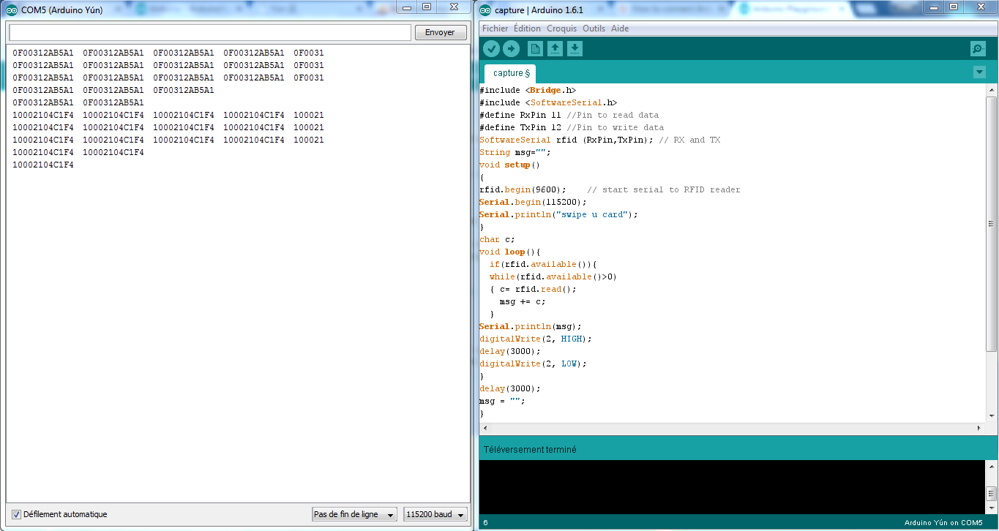 COM5 (Arduino Yún)
Envoyer
0F00312AB5A1 0F00312AB5A1 0F00312AB5A1 0F00312AB5A1 0F0031
0F00312AB5A1 0F00312AB5A1 0F00312AB5A1 0F00312AB5A1 0F0031
0F00312AB5A1 0F00312AB5A1 0F00312AB5A1 0F00312AB5A1 0F0031
0F00312AB5A1 0F00312AB5A1 0F00312AB5A1
0F00312AB5A1 0F00312AB5A1
10002104C1F4 10002104C1F4 10002104C1F4 10002104C1F4 100021
10002104C1F4 10002104C1F4 10002104C1F4 10002104C1F4 100021
10002104C1F4 10002104C1F4 10002104C1F4 10002104C1F4 100021
10002104C1F4 10002104C1F4
10002104C1F4
Défilement automatique
Pas de fin de ligne
115200 baud
capture | Arduino 1.6.1
Fichier Édition Croquis Outils Aide
capture §
#include <Bridge.h>
#include <SoftwareSerial.h>
#define RxPin 11 //Pin to read data
#define TxPin 12 //Pin to write data
SoftwareSerial rfid (RxPin,TxPin); // RX and TX
String msg="";
void setup()
{
rfid.begin(9600);    // start serial to RFID reader
Serial.begin(115200);
Serial.println("swipe u card");
}
char c;
void loop(){
  if(rfid.available()){
  while(rfid.available()>0)
  { c= rfid.read();
    msg += c;
  }
Serial.println(msg);
digitalWrite(2, HIGH);
delay(3000);
digitalWrite(2, LOW);
}
delay(3000);
msg = "";
}
Téléversement terminé
6
Arduino Yún on COM5